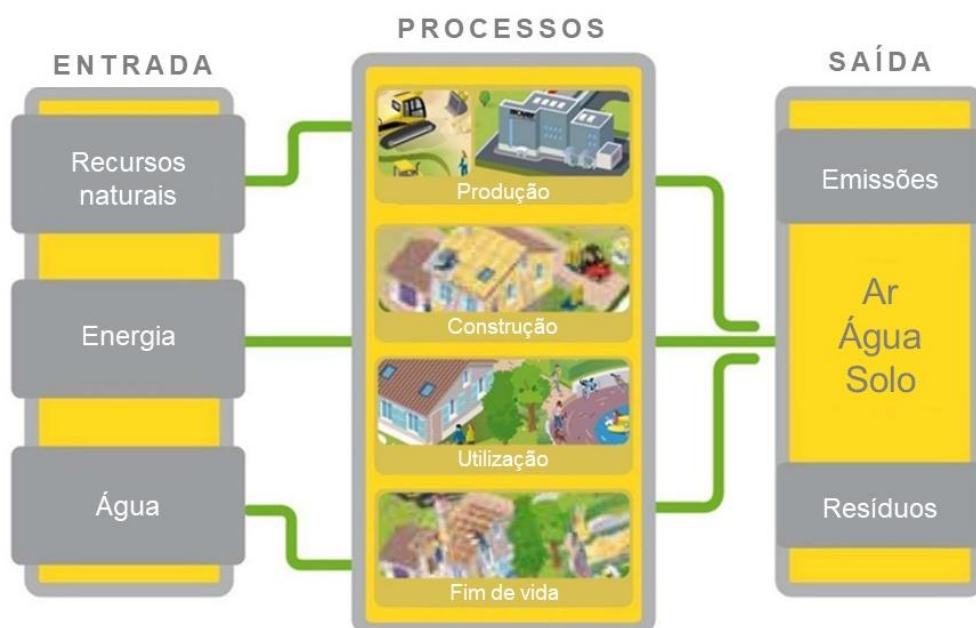 ENTRADA
Recursos
naturais
Energia
Água
PROCESSOS
Produção
Construção
Utilização
Fim de vida
SAÍDA
Emissões
Ar
Água
Solo
Resíduos